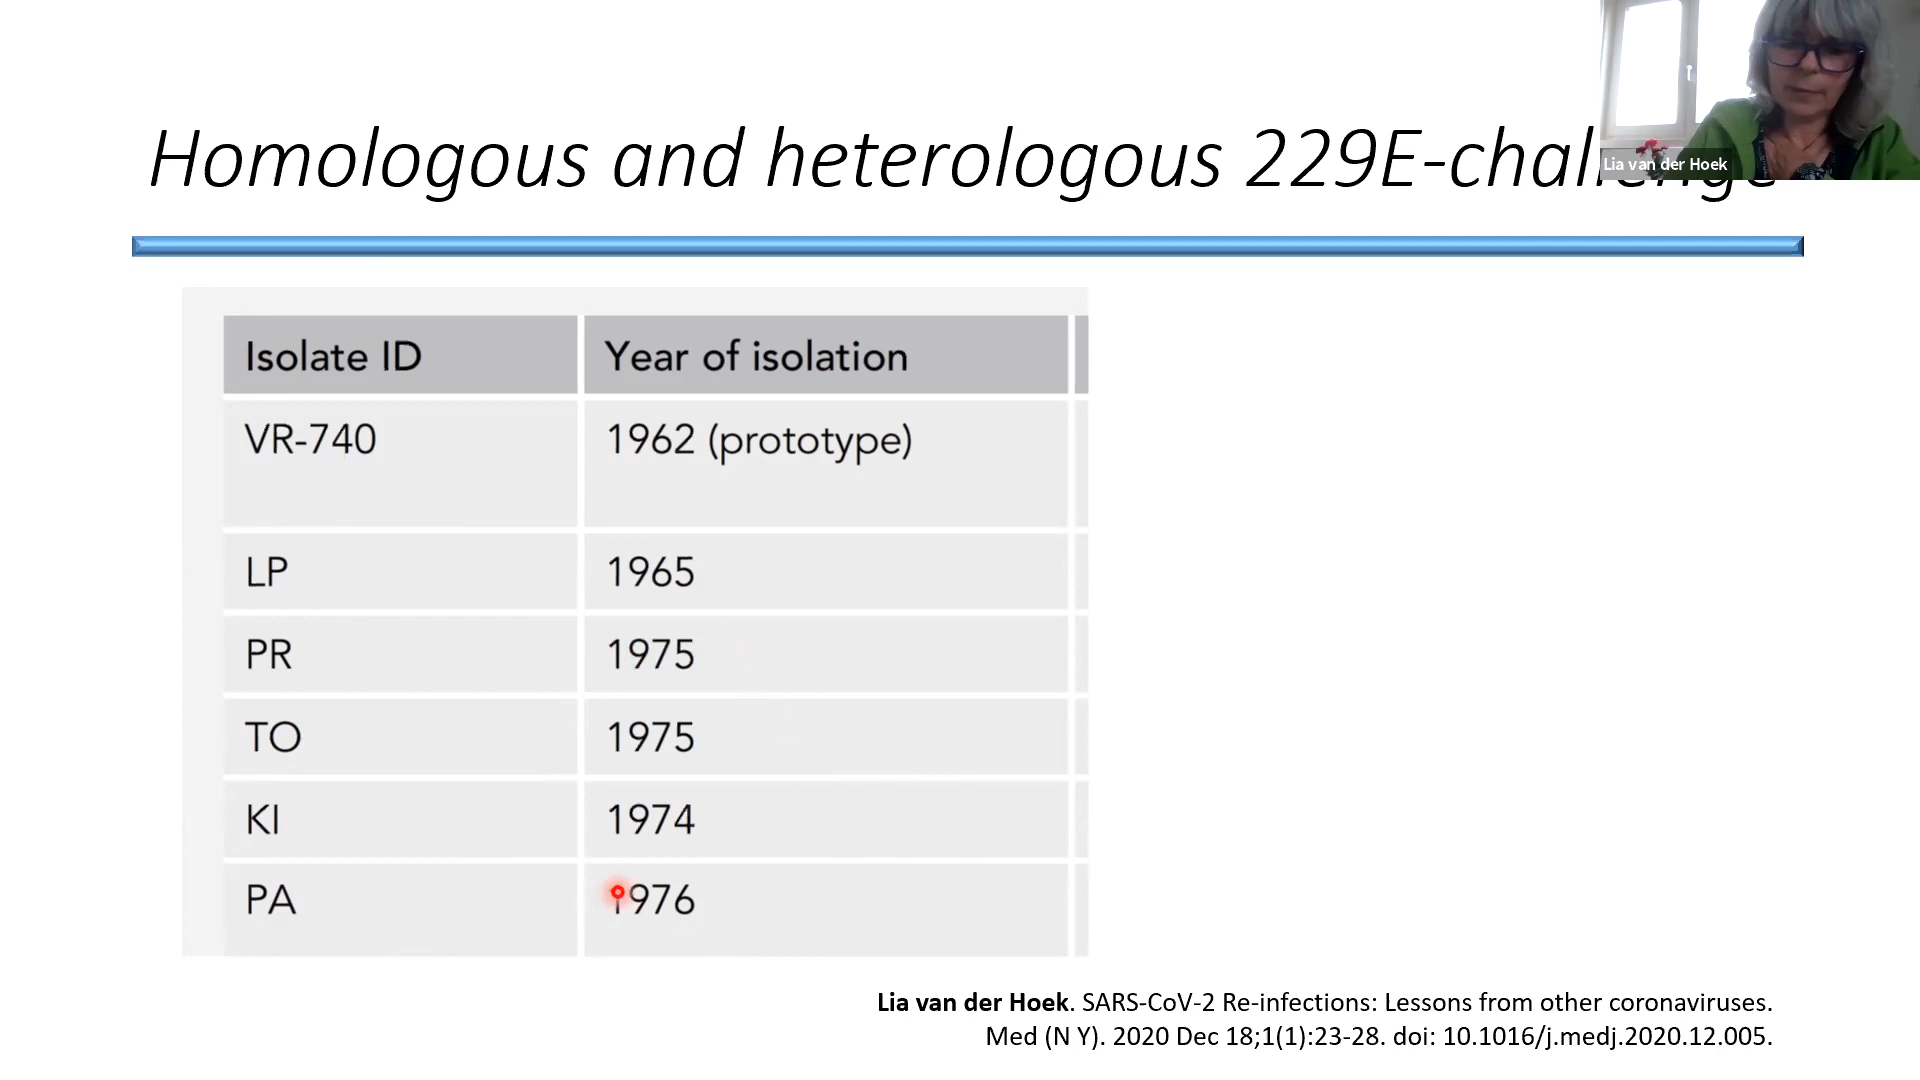 Homologous and heterologous 229E-challenge
Lia van der Hoek
Isolate ID Year of isolation
VR-740 1962 (prototype)
LP 1965
PR 1975
TO 1975
KI 1974
PA 1976
Lia van der Hoek. SARS-CoV-2 Re-infections: Lessons from other coronaviruses.
Med (N Y). 2020 Dec 18;1(1):23-28. doi: 10.1016/j.medj.2020.12.005.